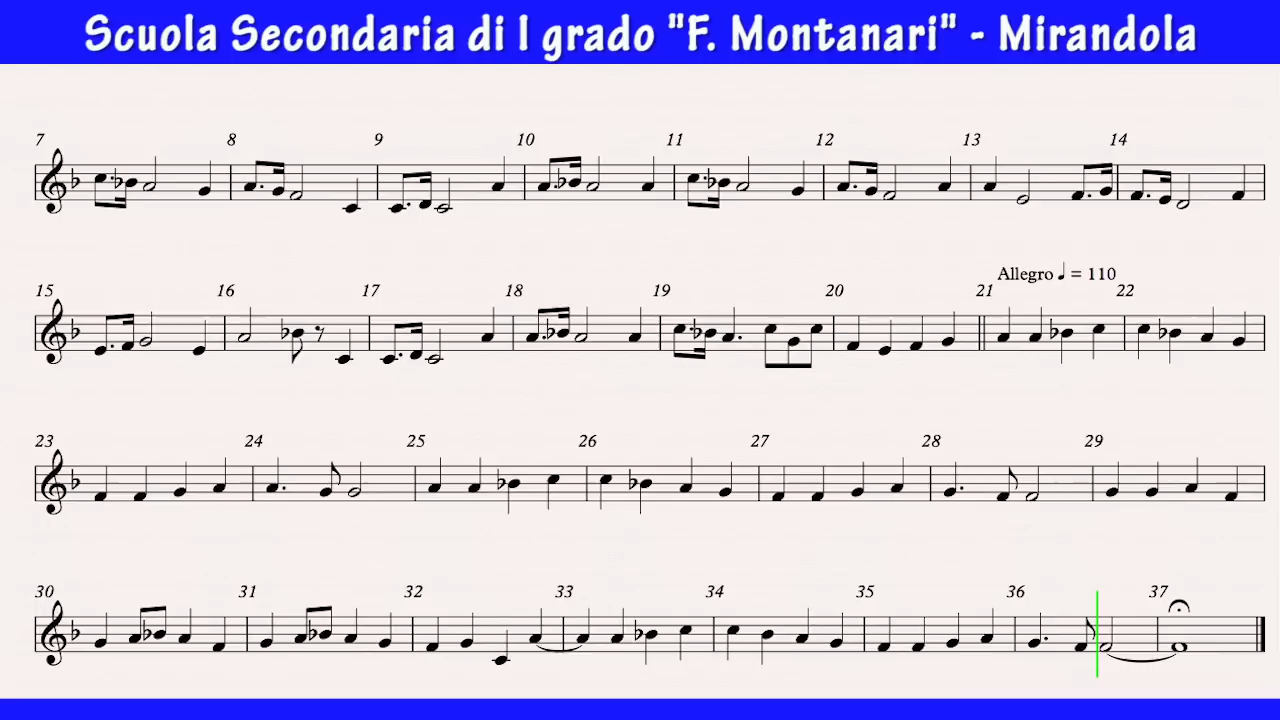 Scuola Secondaria di I grado "F. Montanari" - Mirandola
7 8 9 10 11 12 13 14
Allegro ♩ = 110
15 16 17 18 19 20 21 22
23 24 25 26 27 28 29
30 31 32 33 34 35 36 37